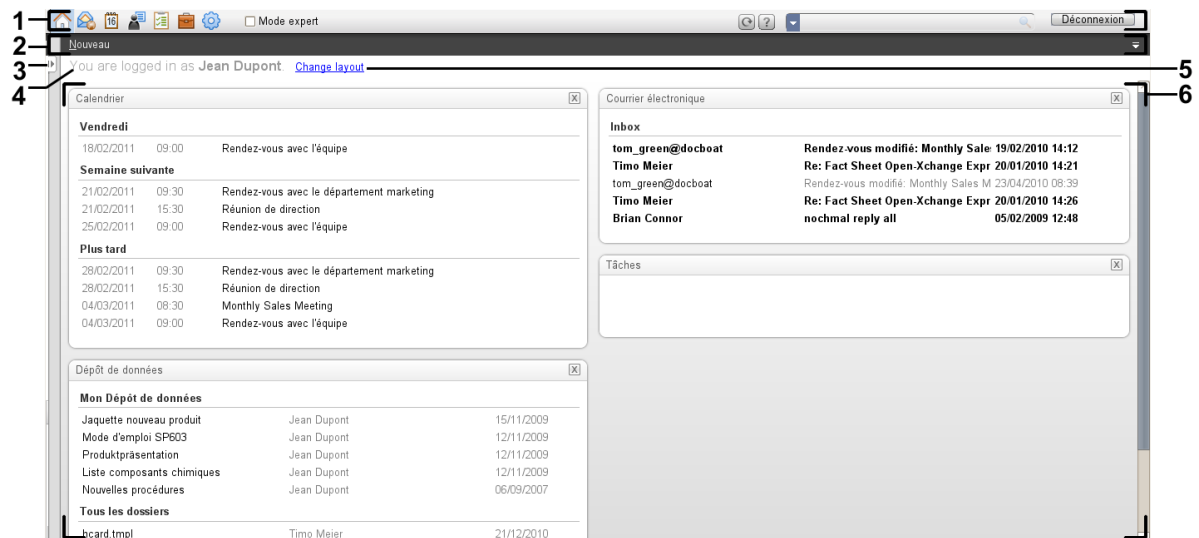 1
16
Mode expert
Déconnexion
2
Nouveau
3
You are logged in as Jean Dupont. Change layout
5
4
6
Calendrier
Vendredi
18/02/2011 09:00 Rendez-vous avec l'équipe
Semaine suivante
21/02/2011 09:30 Rendez-vous avec le département marketing
21/02/2011 15:30 Réunion de direction
25/02/2011 09:00 Rendez-vous avec l'équipe
Plus tard
28/02/2011 09:30 Rendez-vous avec le département marketing
28/02/2011 15:30 Réunion de direction
04/03/2011 08:30 Monthly Sales Meeting
04/03/2011 09:00 Rendez-vous avec l'équipe
Courrier électronique
Inbox
tom_green@docboat Rendez-vous modifié: Monthly Sale 19/02/2010 14:12
Timo Meier Re: Fact Sheet Open-Xchange Expr 20/01/2010 14:21
tom_green@docboat Rendez-vous modifié: Monthly Sales M 23/04/2010 08:39
Timo Meier Re: Fact Sheet Open-Xchange Expr 20/01/2010 14:26
Brian Connor nochmal reply all 05/02/2009 12:48
Tâches
Dépôt de données
Mon Dépôt de données
Jaquette nouveau produit Jean Dupont 15/11/2009
Mode d'emploi SP603 Jean Dupont 12/11/2009
Produktpräsentation Jean Dupont 12/11/2009
Liste composants chimiques Jean Dupont 12/11/2009
Nouvelles procédures Jean Dupont 06/09/2007
Tous les dossiers
hcard.tmpl Timo Meier 21/12/2010